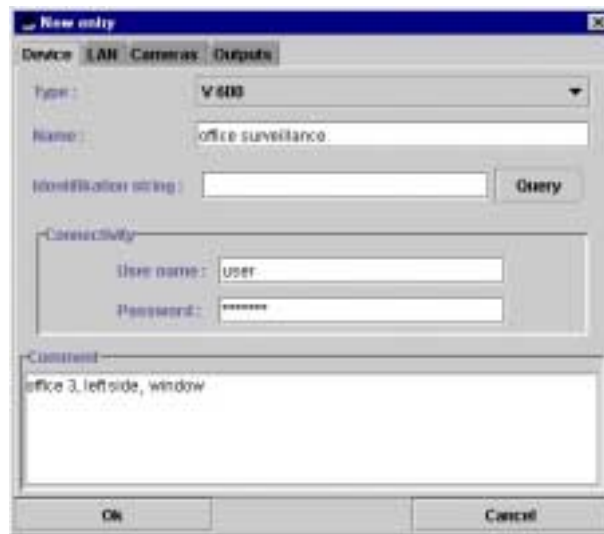 New entry
Device LAN Cameras Outputs
Type : V 600
Name : office surveillance
Identifikation string : Query
Connectivity
User name : user
Password : *******
Comment
office 3, left side, window
Ok Cancel